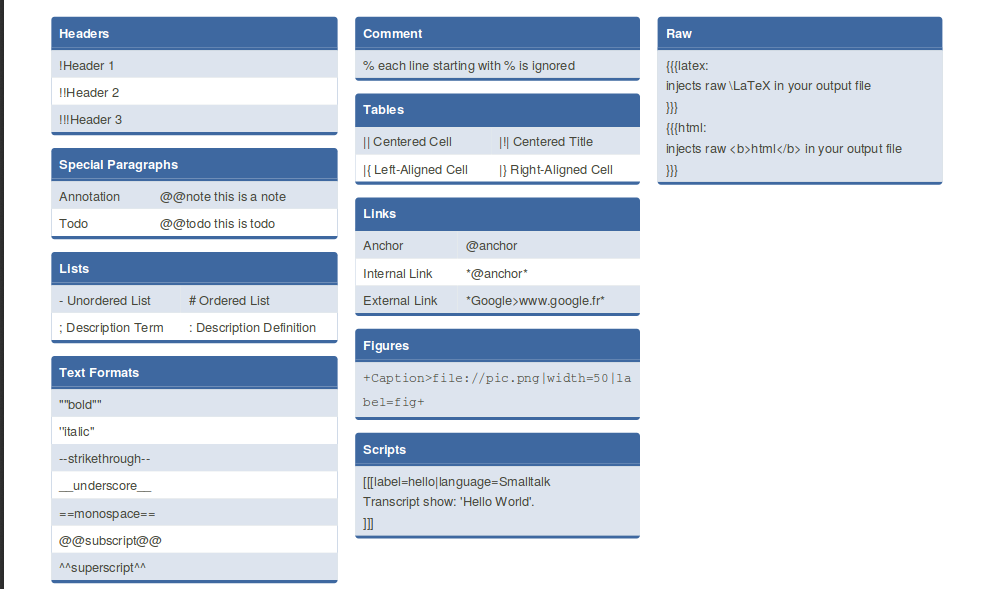 Headers
!Header 1
!!Header 2
!!!Header 3
Special Paragraphs
Annotation @@note this is a note
Todo @@todo this is todo
Lists
- Unordered List # Ordered List
; Description Term : Description Definition
Text Formats
""bold""
''italic''
--strikethrough--
__underscore__
==monospace==
@@subscript@@
^^superscript^^
Comment
% each line starting with % is ignored
Tables
|| Centered Cell |!| Centered Title
|{ Left-Aligned Cell |} Right-Aligned Cell
Links
Anchor @anchor
Internal Link *@anchor*
External Link *Google>www.google.fr*
Figures
+Caption>file://pic.png|width=50|la
bel=fig+
Scripts
[[[label=hello|language=Smalltalk
Transcript show: 'Hello World'.
]]]
Raw
{{{latex:
injects raw \LaTeX in your output file
}}}
{{{html:
injects raw <b>html</b> in your output file
}}}